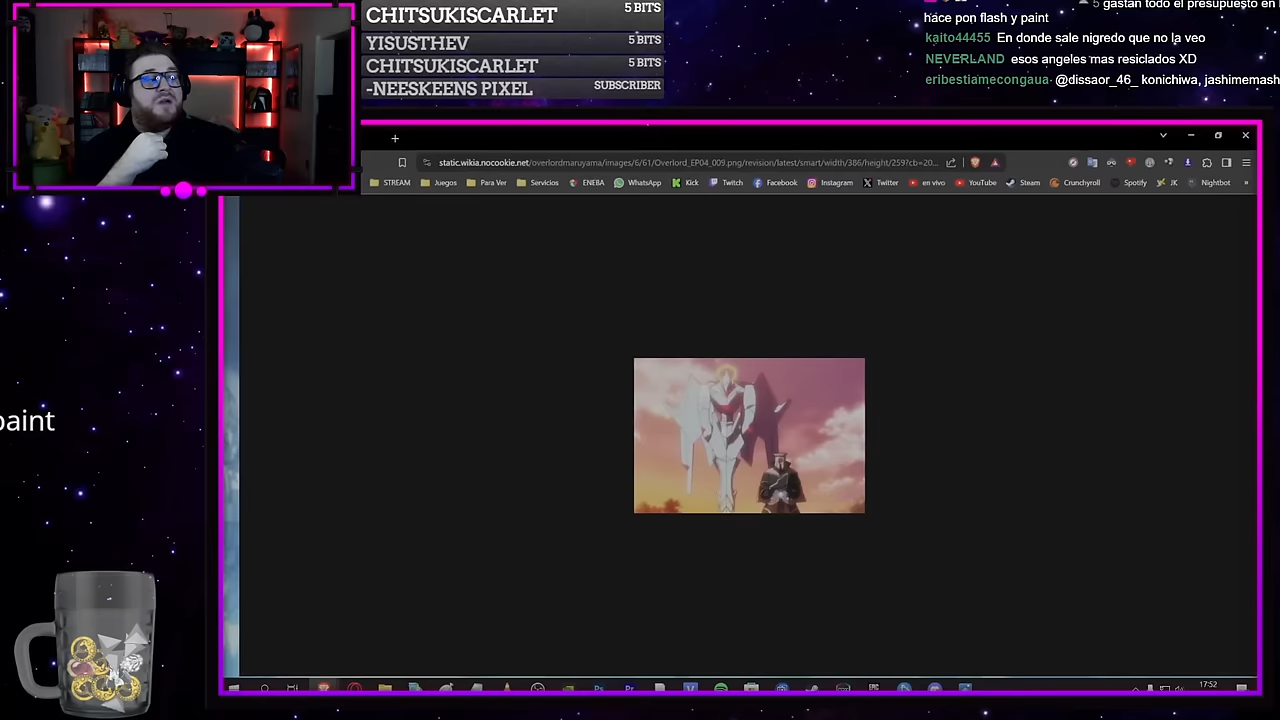 CHITSUKISCARLET 5 BITS
YISUSTHEV 5 BITS
CHITSUKISCARLET 5 BITS
-NEESKEENS PIXEL SUBSCRIBER
5 gastan todo el presupuesto en
hace pon flash y paint
kaito44455 En donde sale nigredo que no la veo
NEVERLAND esos angeles mas resiclados XD
eribestiamecongaua @dissaor_46_ konichiwa, jashimemash
static.wikia.nocookie.net/overlordmaruyama/images/6/61/Overlord_EP04_009.png/revision/latest/smart/width/386/height/259?cb=20...
STREAM Juegos Para Ver Servicios ENEBA WhatsApp Kick Twitch Facebook Instagram Twitter en vivo YouTube Steam Crunchyroll Spotify JK Nightbot »
paint
17:52